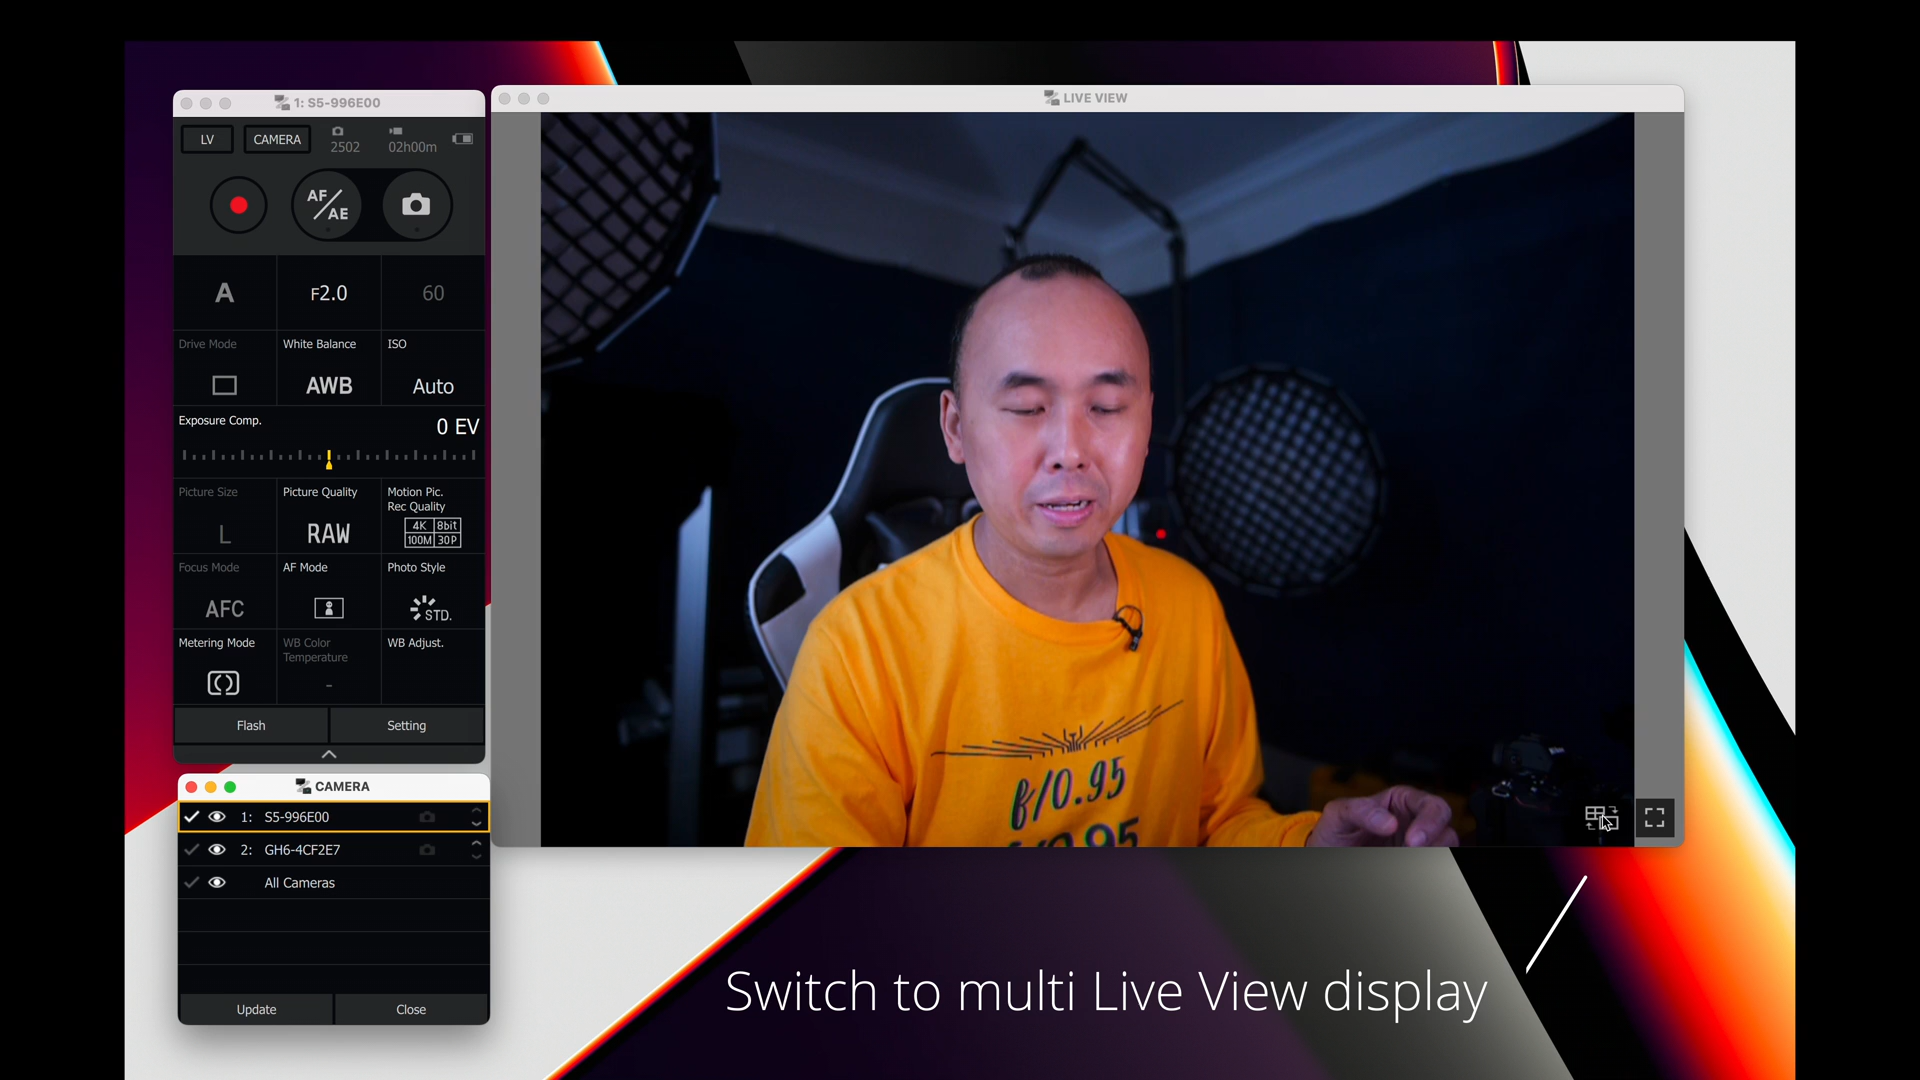 1: S5-996E00
LIVE VIEW
LV
CAMERA
2502
02h00m
AF/AE
A
F2.0
60
Drive Mode
White Balance
ISO
AWB
Auto
Exposure Comp.
0 EV
Picture Size
Picture Quality
Motion Pic.
Rec Quality
L
RAW
4K 8bit
100M 30P
Focus Mode
AF Mode
Photo Style
AFC
STD.
Metering Mode
WB Color
Temperature
WB Adjust.
-
Flash
Setting
CAMERA
1: S5-996E00
2: GH6-4CF2E7
All Cameras
Update
Close
f/0.95
f/0.95
Switch to multi Live View display